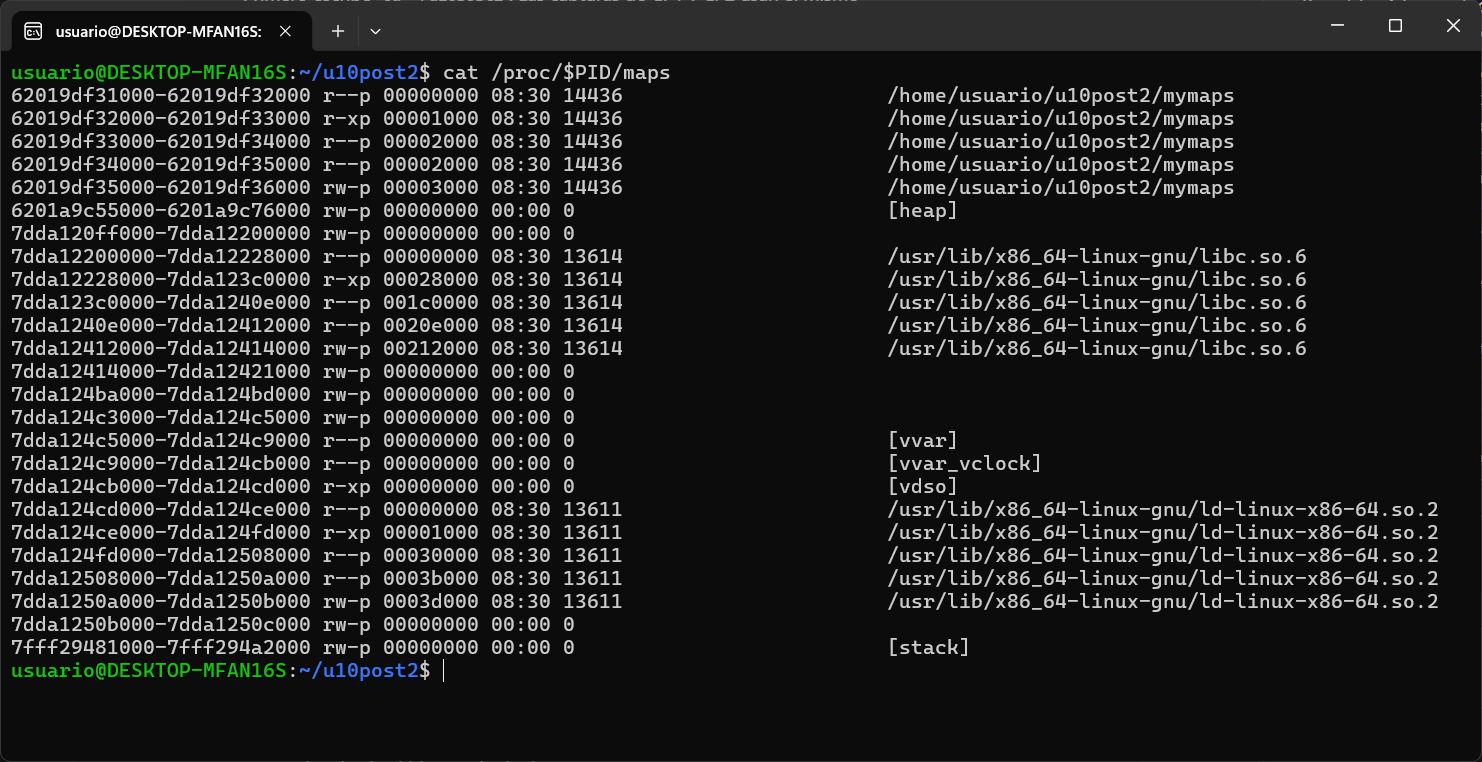 usuario@DESKTOP-MFAN16S:
usuario@DESKTOP-MFAN16S:~/u10post2$ cat /proc/$PID/maps
62019df31000-62019df32000 r--p 00000000 08:30 14436 /home/usuario/u10post2/mymaps
62019df32000-62019df33000 r-xp 00001000 08:30 14436 /home/usuario/u10post2/mymaps
62019df33000-62019df34000 r--p 00002000 08:30 14436 /home/usuario/u10post2/mymaps
62019df34000-62019df35000 r--p 00002000 08:30 14436 /home/usuario/u10post2/mymaps
62019df35000-62019df36000 rw-p 00003000 08:30 14436 /home/usuario/u10post2/mymaps
6201a9c55000-6201a9c76000 rw-p 00000000 00:00 0 [heap]
7dda120ff000-7dda12200000 rw-p 00000000 00:00 0
7dda12200000-7dda12228000 r--p 00000000 08:30 13614 /usr/lib/x86_64-linux-gnu/libc.so.6
7dda12228000-7dda123c0000 r-xp 00028000 08:30 13614 /usr/lib/x86_64-linux-gnu/libc.so.6
7dda123c0000-7dda1240e000 r--p 001c0000 08:30 13614 /usr/lib/x86_64-linux-gnu/libc.so.6
7dda1240e000-7dda12412000 r--p 0020e000 08:30 13614 /usr/lib/x86_64-linux-gnu/libc.so.6
7dda12412000-7dda12414000 rw-p 00212000 08:30 13614 /usr/lib/x86_64-linux-gnu/libc.so.6
7dda12414000-7dda12421000 rw-p 00000000 00:00 0
7dda124ba000-7dda124bd000 rw-p 00000000 00:00 0
7dda124c3000-7dda124c5000 rw-p 00000000 00:00 0
7dda124c5000-7dda124c9000 r--p 00000000 00:00 0 [vvar]
7dda124c9000-7dda124cb000 r--p 00000000 00:00 0 [vvar_vclock]
7dda124cb000-7dda124cd000 r-xp 00000000 00:00 0 [vdso]
7dda124cd000-7dda124ce000 r--p 00000000 08:30 13611 /usr/lib/x86_64-linux-gnu/ld-linux-x86-64.so.2
7dda124ce000-7dda124fd000 r-xp 00001000 08:30 13611 /usr/lib/x86_64-linux-gnu/ld-linux-x86-64.so.2
7dda124fd000-7dda12508000 r--p 00030000 08:30 13611 /usr/lib/x86_64-linux-gnu/ld-linux-x86-64.so.2
7dda12508000-7dda1250a000 r--p 0003b000 08:30 13611 /usr/lib/x86_64-linux-gnu/ld-linux-x86-64.so.2
7dda1250a000-7dda1250b000 rw-p 0003d000 08:30 13611 /usr/lib/x86_64-linux-gnu/ld-linux-x86-64.so.2
7dda1250b000-7dda1250c000 rw-p 00000000 00:00 0
7fff29481000-7fff294a2000 rw-p 00000000 00:00 0 [stack]
usuario@DESKTOP-MFAN16S:~/u10post2$